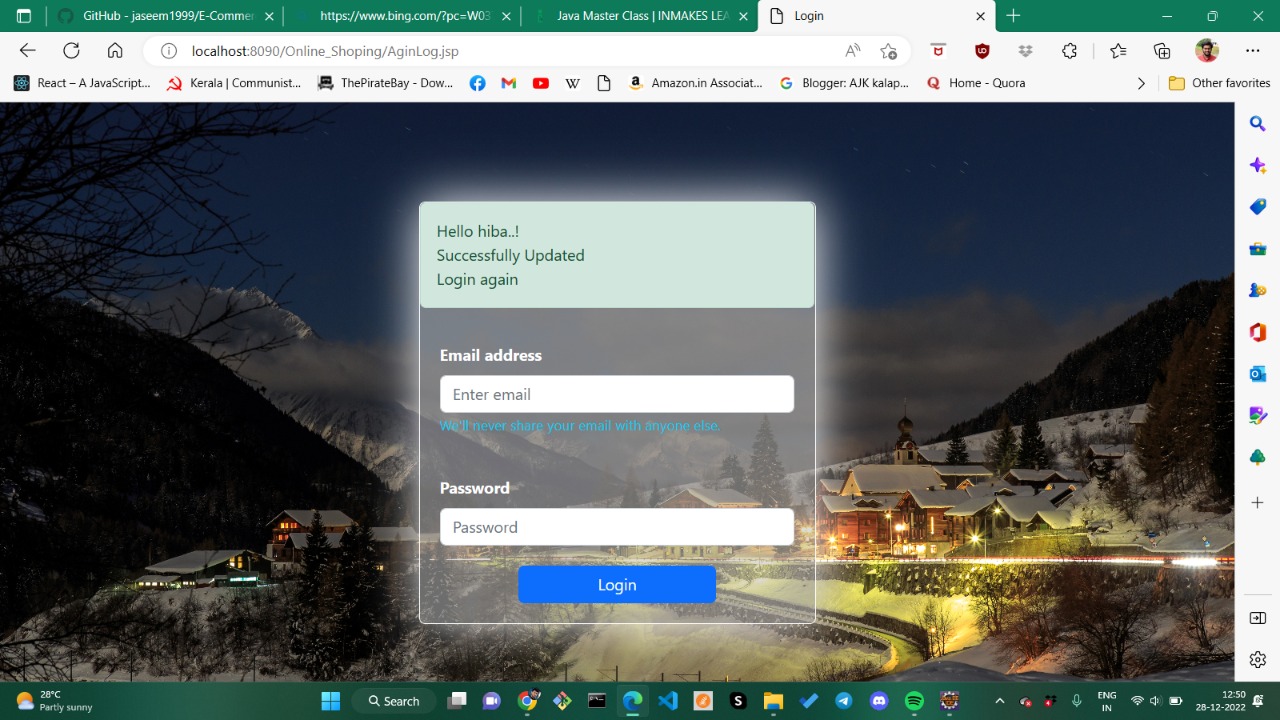 GitHub - jaseem1999/E-Commer
https://www.bing.com/?pc=W03
Java Master Class | INMAKES LEA
Login
localhost:8090/Online_Shoping/AginLog.jsp
React – A JavaScript...
Kerala | Communist...
ThePirateBay - Dow...
Amazon.in Associat...
Blogger: AJK kalap...
Home - Quora
Other favorites
Hello hiba..!
Successfully Updated
Login again
Email address
Enter email
We'll never share your email with anyone else.
Password
Password
Login
28°C
Partly sunny
Search
ENG
IN
12:50
28-12-2022